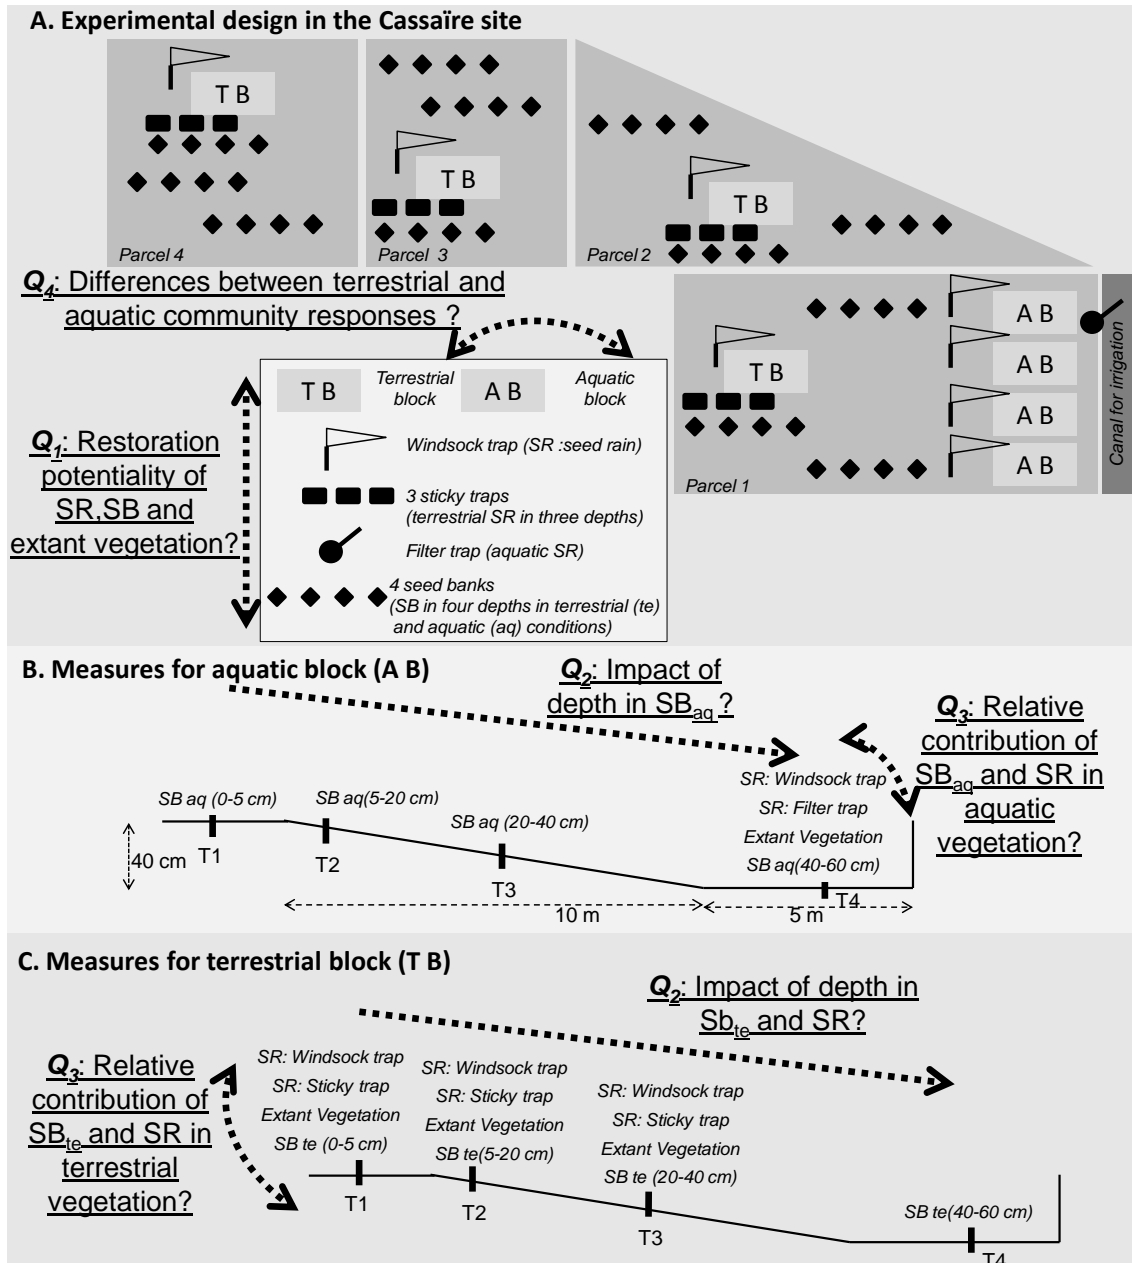 A. Experimental design in the Cassaïre site
T B
T B
T B
Parcel 4
Parcel 3
Parcel 2
Q4: Differences between terrestrial and
aquatic community responses ?
A B
A B
A B
A B
T B
Parcel 1
Canal for irrigation
T B
Terrestrial
block
A B
Aquatic
block
Q1: Restoration
potentiality of
SR,SB and
extant vegetation?
Windsock trap (SR :seed rain)
3 sticky traps
(terrestrial SR in three depths)
Filter trap (aquatic SR)
4 seed banks
(SB in four depths in terrestrial (te)
and aquatic (aq) conditions)
B. Measures for aquatic block (A B)
Q2: Impact of
depth in SBaq ?
Q3: Relative
contribution of
SBaq and SR in
aquatic
vegetation?
SR: Windsock trap
SR: Filter trap
Extant Vegetation
SB aq(40-60 cm)
SB aq (0-5 cm)
SB aq(5-20 cm)
SB aq (20-40 cm)
40 cm
T1
T2
T3
T4
10 m
5 m
C. Measures for terrestrial block (T B)
Q2: Impact of depth in
Sbte and SR?
Q3: Relative
contribution of
SBte and SR in
terrestrial
vegetation?
SR: Windsock trap
SR: Sticky trap
Extant Vegetation
SB te (0-5 cm)
SR: Windsock trap
SR: Sticky trap
Extant Vegetation
SB te(5-20 cm)
SR: Windsock trap
SR: Sticky trap
Extant Vegetation
SB te (20-40 cm)
SB te(40-60 cm)
T1
T2
T3
T4